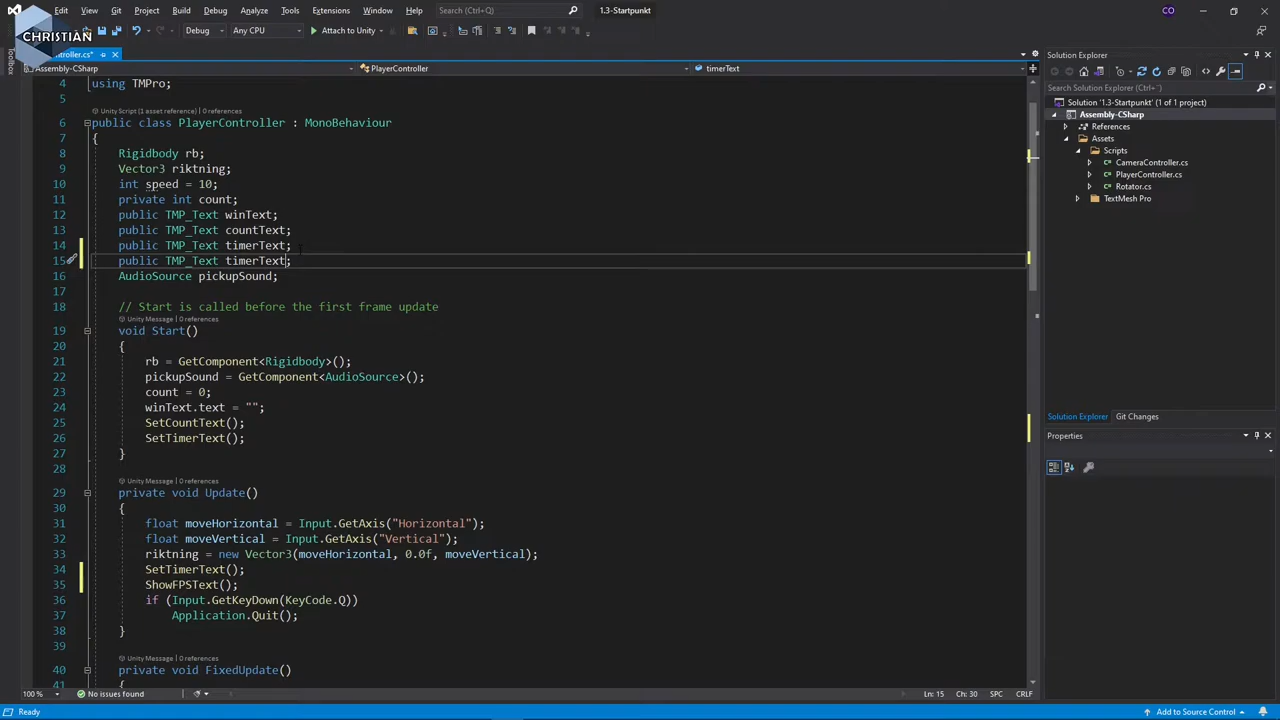 File Edit View Git Project Build Debug Analyze Tools Extensions Window Help Search (Ctrl+Q) 1.3-Startpunkt CO
CHRISTIAN
Debug Any CPU Attach to Unity
Toolbox
ntroller.cs*
Assembly-CSharp PlayerController timerText
4 using TMPro;
5
Unity Script (1 asset reference) | 0 references
6 public class PlayerController : MonoBehaviour
7 {
8 Rigidbody rb;
9 Vector3 riktning;
10 int speed = 10;
11 private int count;
12 public TMP_Text winText;
13 public TMP_Text countText;
14 public TMP_Text timerText;
15 public TMP_Text timerText;
16 AudioSource pickupSound;
17
18 // Start is called before the first frame update
Unity Message | 0 references
19 void Start()
20 {
21 rb = GetComponent<Rigidbody>();
22 pickupSound = GetComponent<AudioSource>();
23 count = 0;
24 winText.text = "";
25 SetCountText();
26 SetTimerText();
27 }
28
Unity Message | 0 references
29 private void Update()
30 {
31 float moveHorizontal = Input.GetAxis("Horizontal");
32 float moveVertical = Input.GetAxis("Vertical");
33 riktning = new Vector3(moveHorizontal, 0.0f, moveVertical);
34 SetTimerText();
35 ShowFPSText();
36 if (Input.GetKeyDown(KeyCode.Q))
37 Application.Quit();
38 }
39
Unity Message | 0 references
40 private void FixedUpdate()
41 {
100 % No issues found Ln: 15 Ch: 30 SPC CRLF
Solution Explorer
Search Solution Explorer (Ctrl+¨)
Solution '1.3-Startpunkt' (1 of 1 project)
Assembly-CSharp
References
Assets
Scripts
CameraController.cs
PlayerController.cs
Rotator.cs
TextMesh Pro
Solution Explorer Git Changes
Properties
Ready Add to Source Control